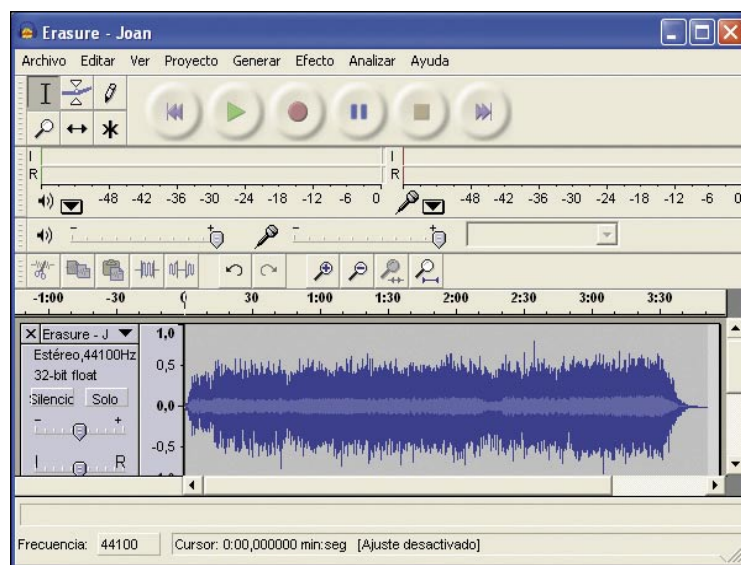 Erasure - Joan
Archivo Editar Ver Proyecto Generar Efecto Analizar Ayuda
I I
R R
-48 -42 -36 -30 -24 -18 -12 -6 0 -48 -42 -36 -30 -24 -18 -12 -6 0
- + - +
-1:00 -30 0 30 1:00 1:30 2:00 2:30 3:00 3:30
X Erasure - J 1,0
Estéreo,44100Hz 0,5
32-bit float
Silencio Solo 0,0
- +
-0,5
I R
Frecuencia: 44100 Cursor: 0:00,000000 min:seg [Ajuste desactivado]